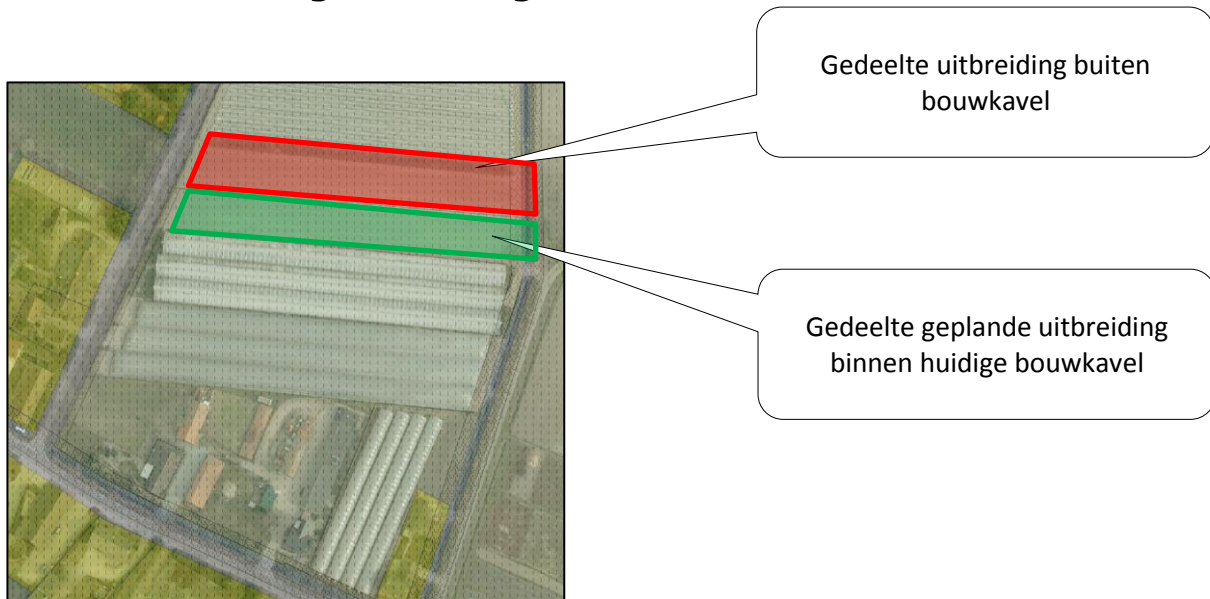 Gedeelte uitbreiding buiten
bouwkavel
Gedeelte geplande uitbreiding
binnen huidige bouwkavel